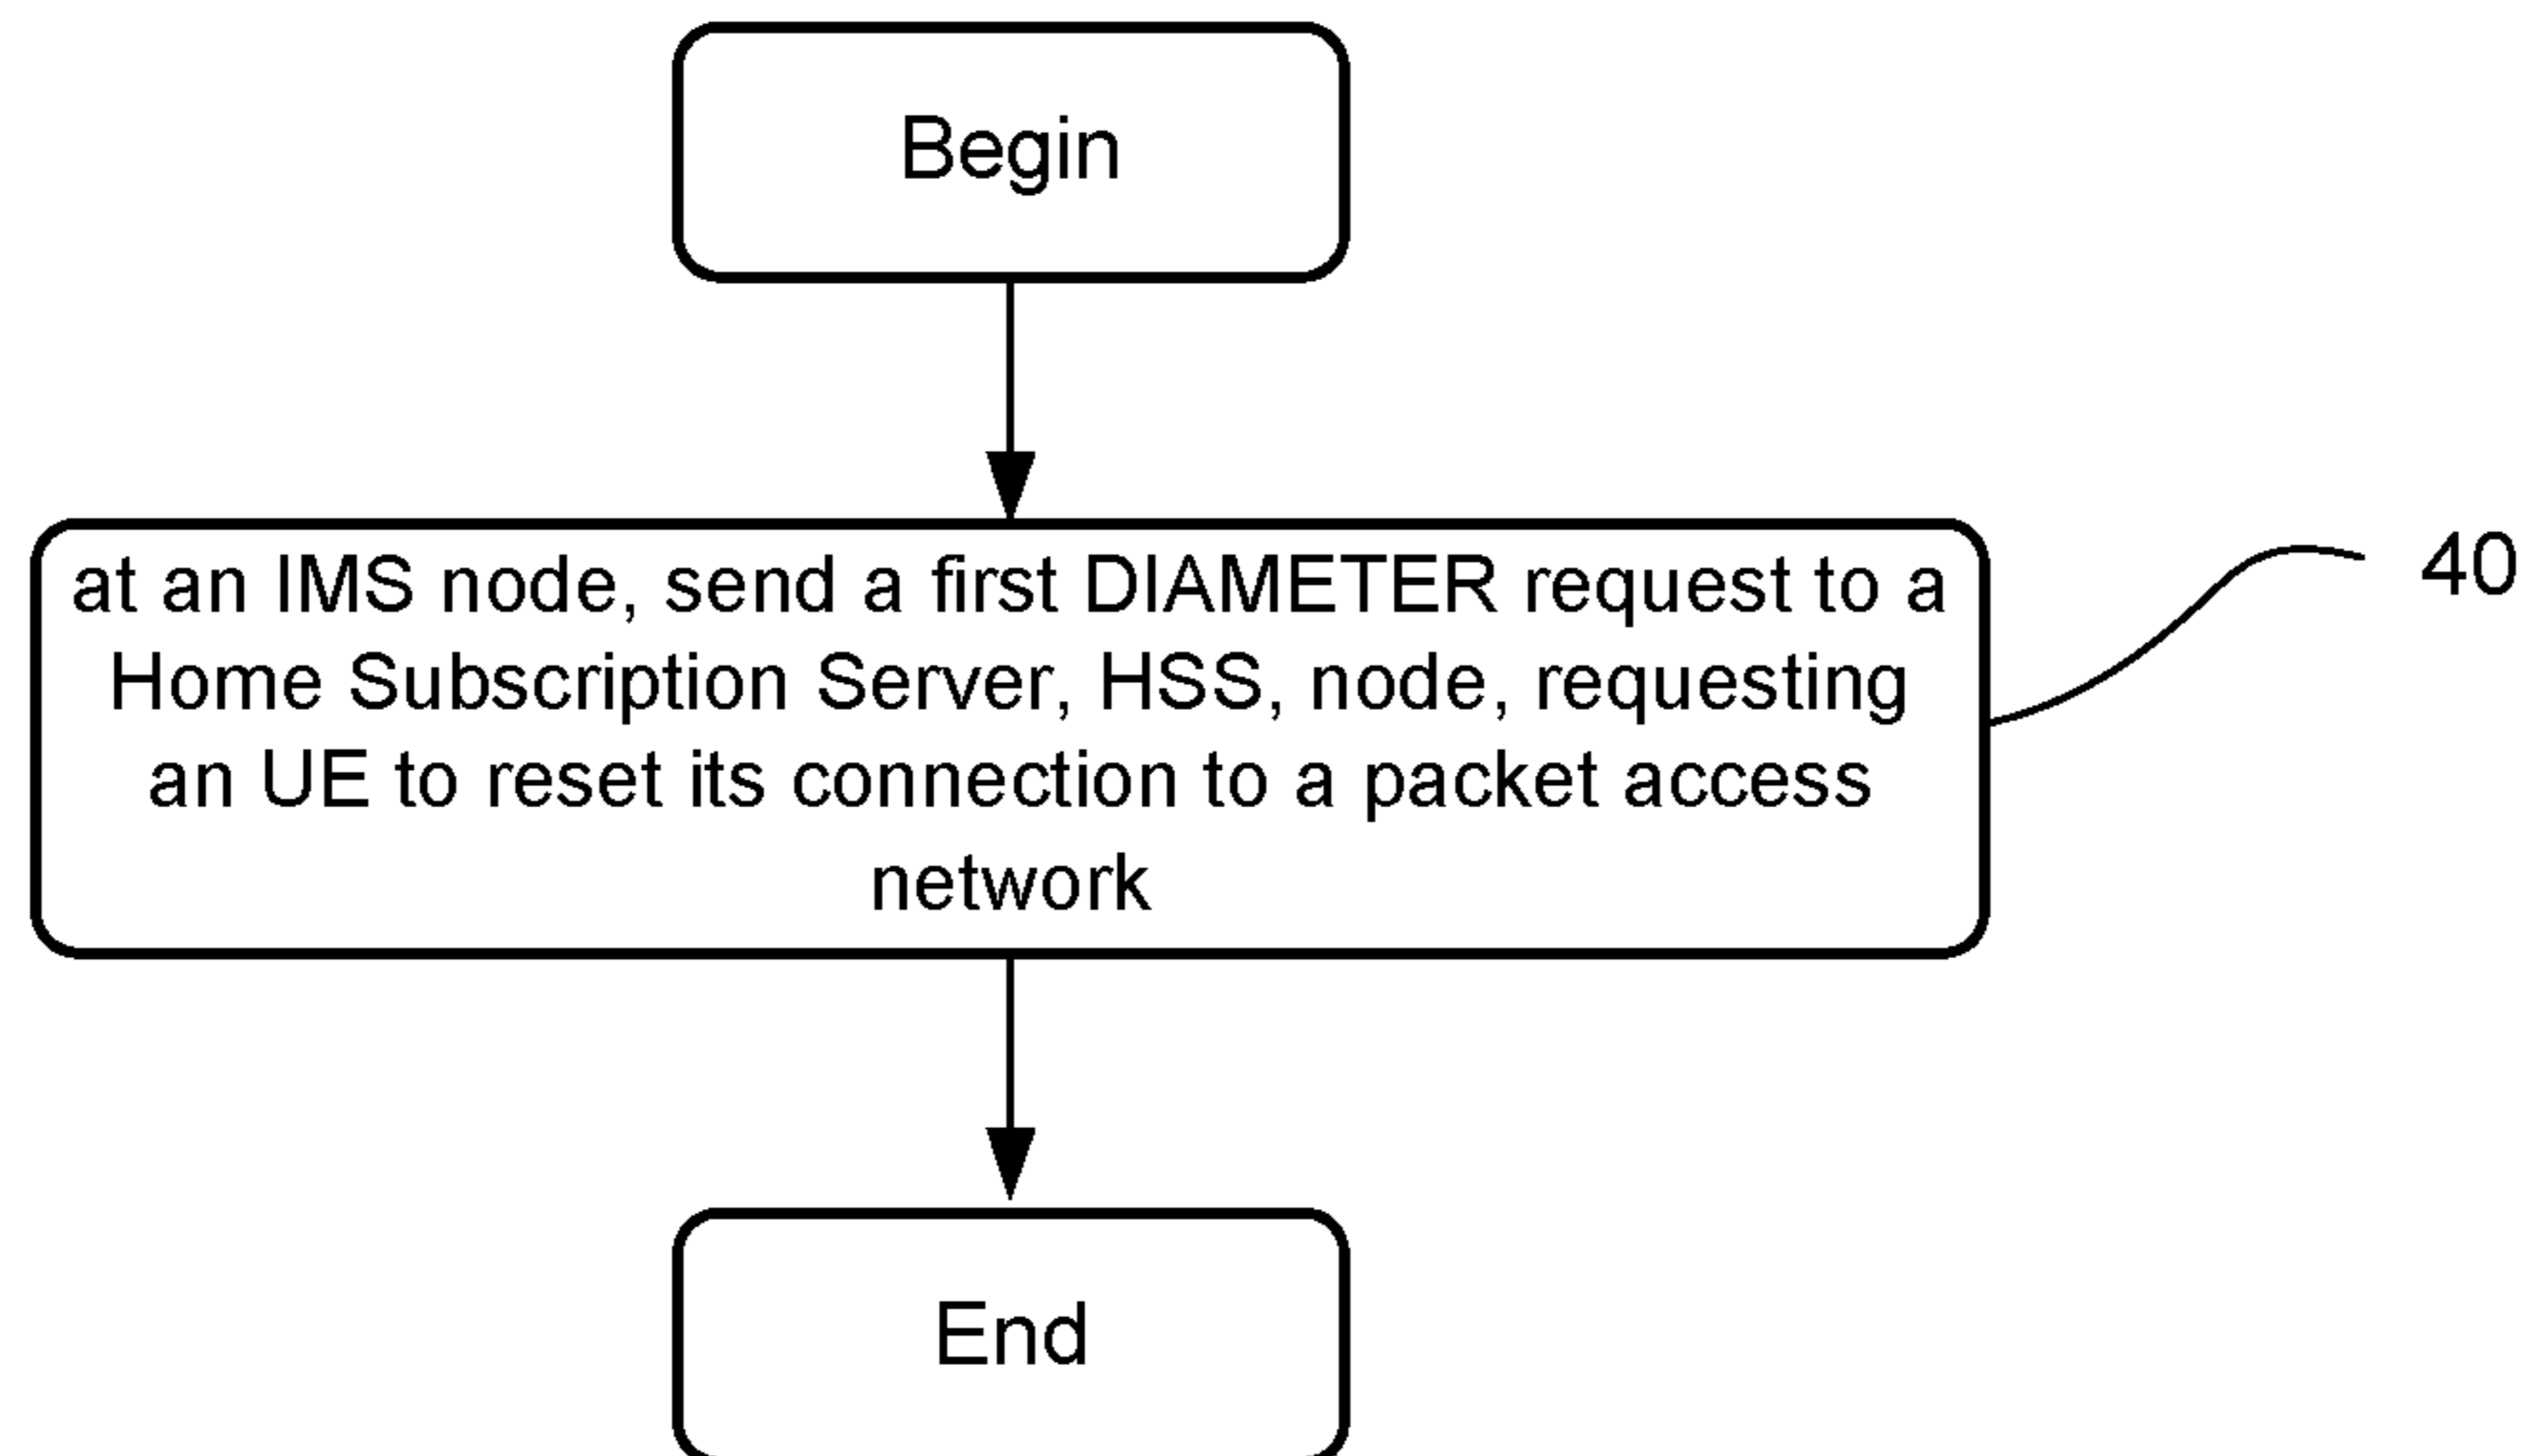 Begin
at an IMS node, send a first DIAMETER request to a
Home Subscription Server, HSS, node, requesting
an UE to reset its connection to a packet access
network
40
End